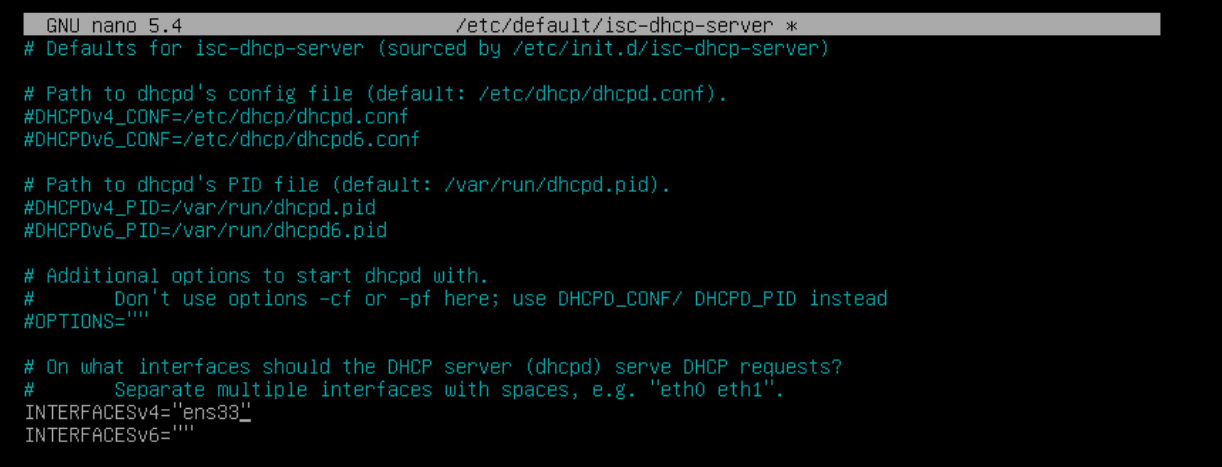 GNU nano 5.4 /etc/default/isc-dhcp-server *
# Defaults for isc-dhcp-server (sourced by /etc/init.d/isc-dhcp-server)
# Path to dhcpd's config file (default: /etc/dhcp/dhcpd.conf).
#DHCPDv4_CONF=/etc/dhcp/dhcpd.conf
#DHCPDv6_CONF=/etc/dhcp/dhcpd6.conf
# Path to dhcpd's PID file (default: /var/run/dhcpd.pid).
#DHCPDv4_PID=/var/run/dhcpd.pid
#DHCPDv6_PID=/var/run/dhcpd6.pid
# Additional options to start dhcpd with.
#       Don't use options -cf or -pf here; use DHCPD_CONF/ DHCPD_PID instead
#OPTIONS=""
# On what interfaces should the DHCP server (dhcpd) serve DHCP requests?
#       Separate multiple interfaces with spaces, e.g. "eth0 eth1".
INTERFACESv4="ens33"
INTERFACESv6=""